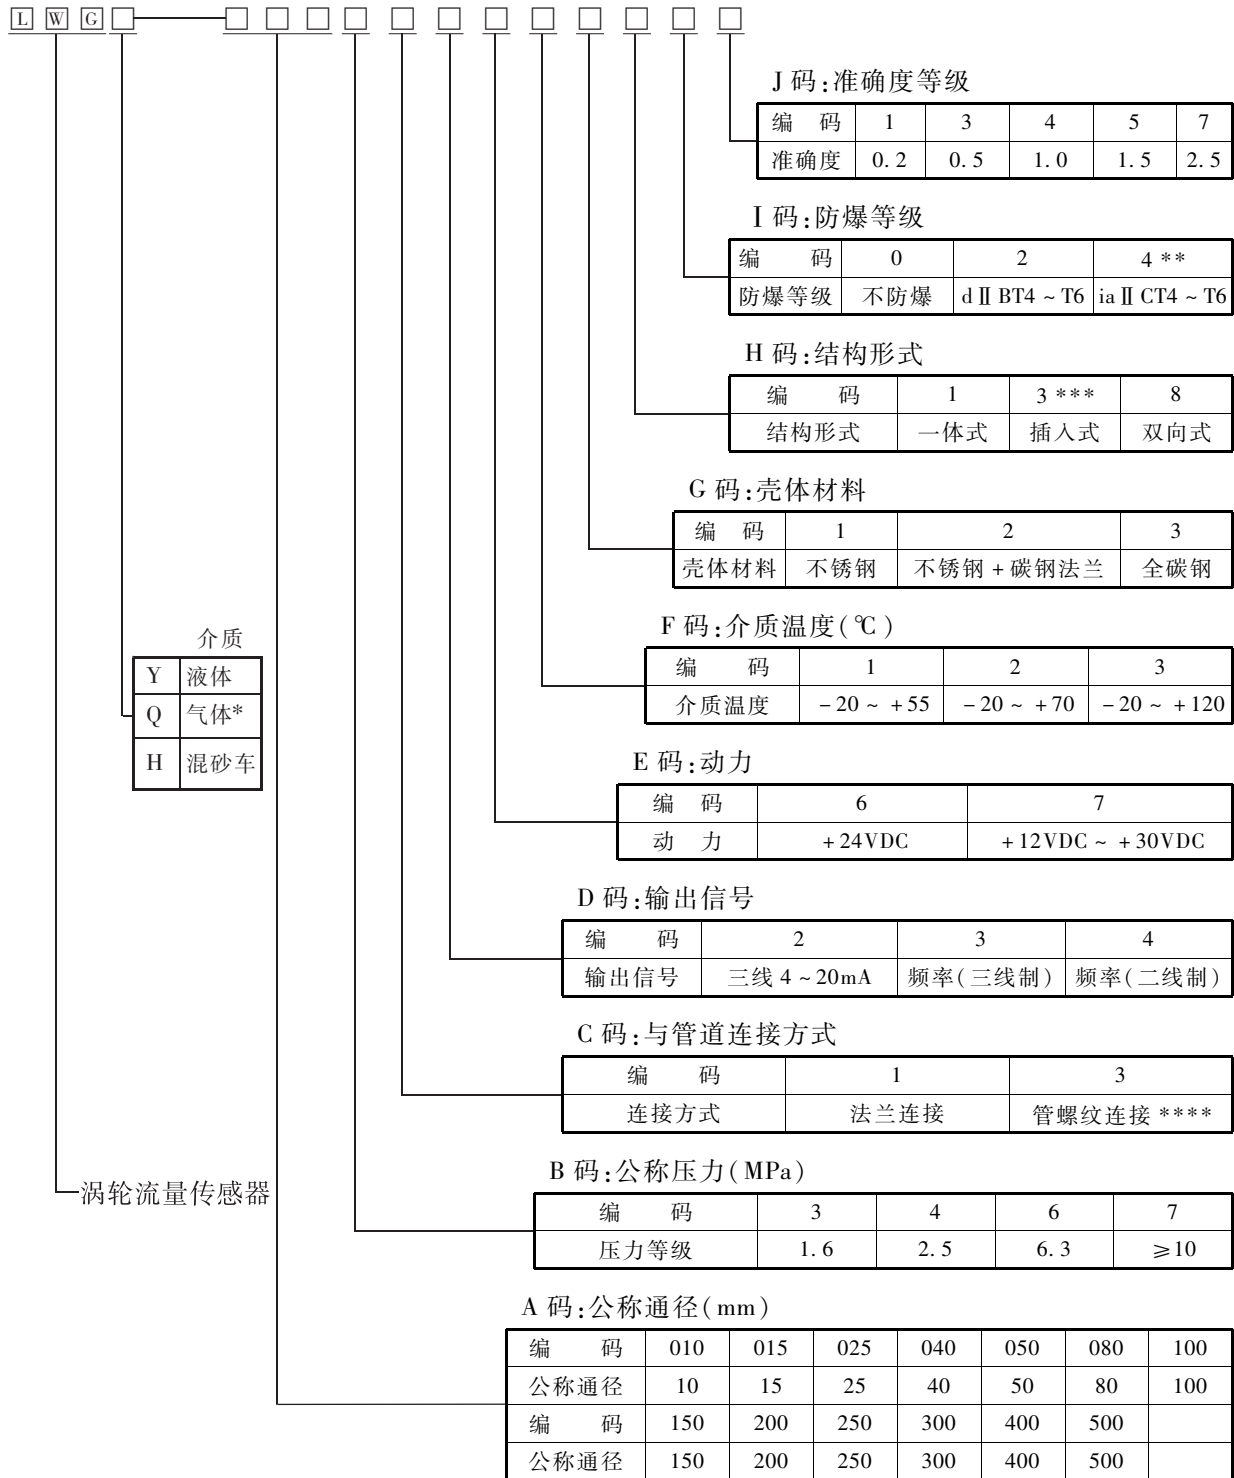 L W G □——□ □ □ □ □ □ □ □ □ □ □ □
J 码:准确度等级
编 码 1 3 4 5 7
准确度 0.2 0.5 1.0 1.5 2.5
I 码:防爆等级
编 码 0 2 4 **
防爆等级 不防爆 dⅡBT4~T6 iaⅡCT4~T6
H 码:结构形式
编 码 1 3 *** 8
结构形式 一体式 插入式 双向式
G 码:壳体材料
编 码 1 2 3
壳体材料 不锈钢 不锈钢+碳钢法兰 全碳钢
F 码:介质温度(℃)
编 码 1 2 3
介质温度 -20~+55 -20~+70 -20~+120
介质
Y 液体
Q 气体*
H 混砂车
E 码:动力
编 码 6 7
动 力 +24VDC +12VDC~+30VDC
D 码:输出信号
编 码 2 3 4
输出信号 三线 4~20mA 频率(三线制) 频率(二线制)
C 码:与管道连接方式
编 码 1 3
连接方式 法兰连接 管螺纹连接 ****
涡轮流量传感器
B 码:公称压力(MPa)
编 码 3 4 6 7
压力等级 1.6 2.5 6.3 ≥10
A 码:公称通径(mm)
编 码 010 015 025 040 050 080 100
公称通径 10 15 25 40 50 80 100
编 码 150 200 250 300 400 500
公称通径 150 200 250 300 400 500